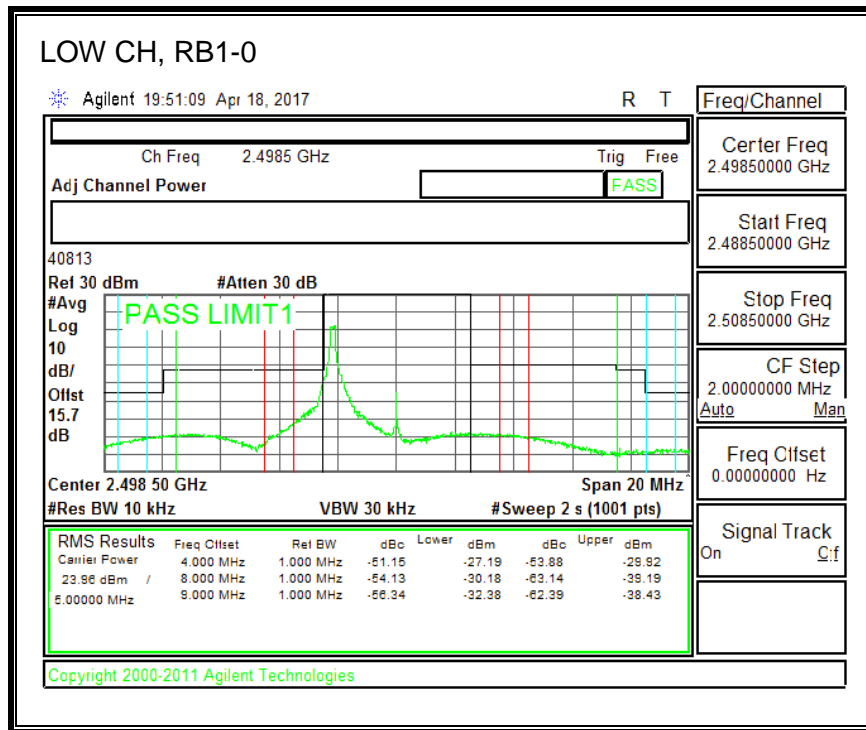 LOW CH, RB1-0
Agilent 19:51:09 Apr 18, 2017 R T
Freq/Channel
Ch Freq 2.4985 GHz Trig Free
Adj Channel Power FASS
Center Freq
2.49850000 GHz
Start Freq
2.48850000 GHz
Stop Freq
2.50850000 GHz
CF Step
2.00000000 MHz
Auto Man
Freq Offset
0.00000000 Hz
Signal Track
On C:f
40813
Ref 30 dBm #Atten 30 dB
#Avg
Log
10
dB/
Offst
15.7
dB
PASS LIMIT1
Center 2.498 50 GHz Span 20 MHz
#Res BW 10 kHz VBW 30 kHz #Sweep 2 s (1001 pts)
RMS Results Freq Offset Ref BW dBc Lower dBm dBc Upper dBm
Carrier Power 4.000 MHz 1.000 MHz -51.15 -27.19 -53.88 -29.92
23.96 dBm / 8.000 MHz 1.000 MHz -54.13 -30.18 -63.14 -39.19
5.00000 MHz 9.000 MHz 1.000 MHz -56.34 -32.38 -62.39 -38.43
Copyright 2000-2011 Agilent Technologies